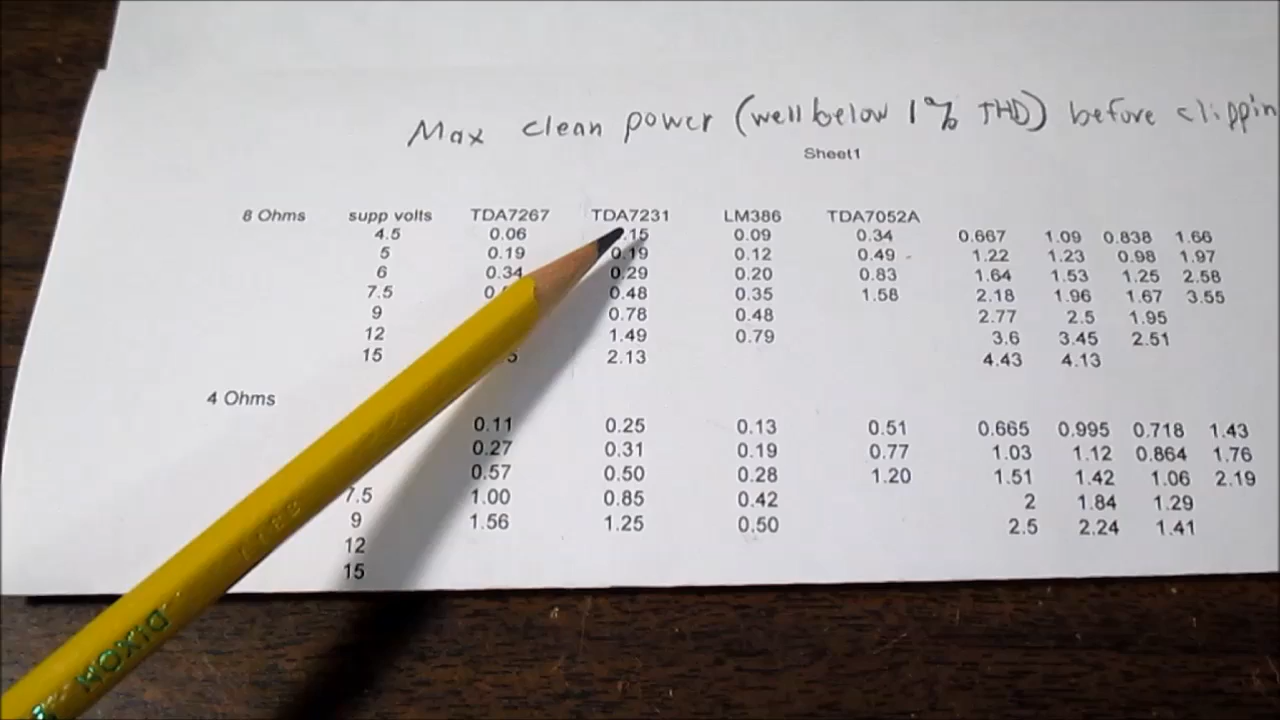 Max clean power (well below 1% THD) before clippin
Sheet1
8 Ohms supp volts TDA7267 TDA7231 LM386 TDA7052A
4.5 0.06 .15 0.09 0.34 0.667 1.09 0.838 1.66
5 0.19 0.19 0.12 0.49 1.22 1.23 0.98 1.97
6 0.34 0.29 0.20 0.83 1.64 1.53 1.25 2.58
7.5 0.48 0.35 1.58 2.18 1.96 1.67 3.55
9 0.78 0.48 2.77 2.5 1.95
12 1.49 0.79 3.6 3.45 2.51
15 2.13 4.43 4.13
4 Ohms
0.11 0.25 0.13 0.51 0.665 0.995 0.718 1.43
0.27 0.31 0.19 0.77 1.03 1.12 0.864 1.76
0.57 0.50 0.28 1.20 1.51 1.42 1.06 2.19
7.5 1.00 0.85 0.42 2 1.84 1.29
9 1.56 1.25 0.50 2.5 2.24 1.41
12
15
DIXON